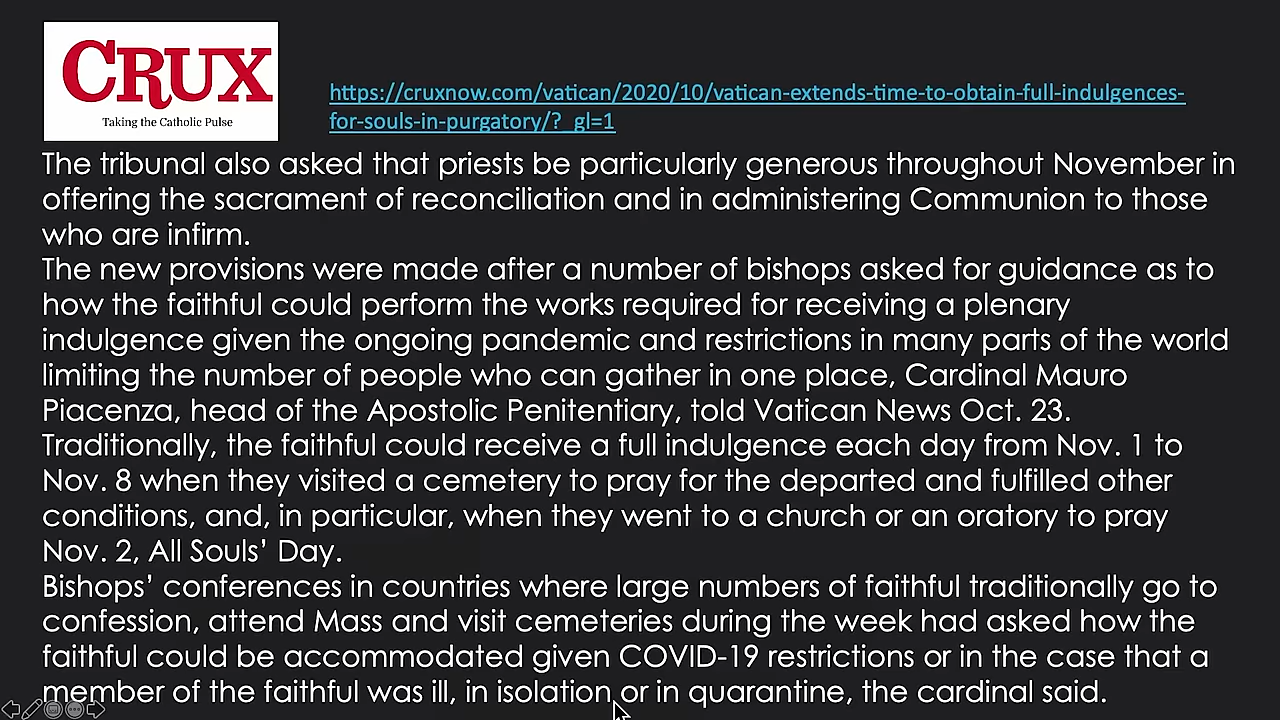 CRUX
Taking the Catholic Pulse
https://cruxnow.com/vatican/2020/10/vatican-extends-time-to-obtain-full-indulgences-
for-souls-in-purgatory/?_gl=1
The tribunal also asked that priests be particularly generous throughout November in
offering the sacrament of reconciliation and in administering Communion to those
who are infirm.
The new provisions were made after a number of bishops asked for guidance as to
how the faithful could perform the works required for receiving a plenary
indulgence given the ongoing pandemic and restrictions in many parts of the world
limiting the number of people who can gather in one place, Cardinal Mauro
Piacenza, head of the Apostolic Penitentiary, told Vatican News Oct. 23.
Traditionally, the faithful could receive a full indulgence each day from Nov. 1 to
Nov. 8 when they visited a cemetery to pray for the departed and fulfilled other
conditions, and, in particular, when they went to a church or an oratory to pray
Nov. 2, All Souls’ Day.
Bishops’ conferences in countries where large numbers of faithful traditionally go to
confession, attend Mass and visit cemeteries during the week had asked how the
faithful could be accommodated given COVID-19 restrictions or in the case that a
member of the faithful was ill, in isolation or in quarantine, the cardinal said.